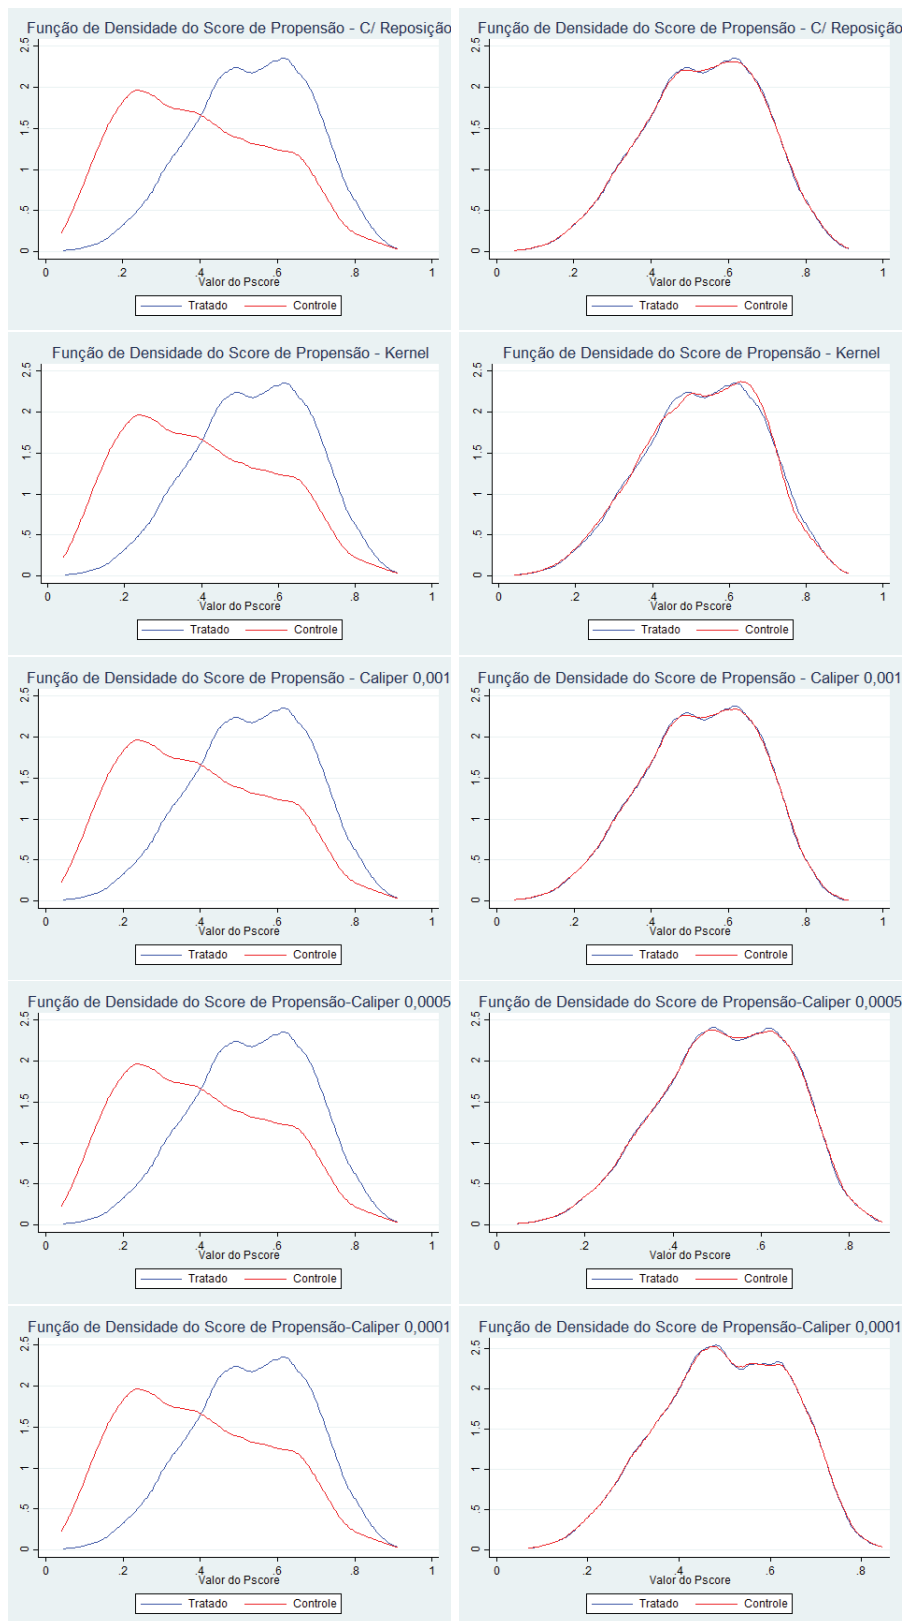 Função de Densidade do Score de Propensão - C/ Reposição
2.5
2
1.5
1
.5
0
0 .2 .4 .6 .8 1
Valor do Pscore
Tratado Controle
Função de Densidade do Score de Propensão - C/ Reposição
2.5
2
1.5
1
.5
0
0 .2 .4 .6 .8 1
Valor do Pscore
Tratado Controle
Função de Densidade do Score de Propensão - Kernel
2.5
2
1.5
1
.5
0
0 .2 .4 .6 .8 1
Valor do Pscore
Tratado Controle
Função de Densidade do Score de Propensão - Kernel
2.5
2
1.5
1
.5
0
0 .2 .4 .6 .8 1
Valor do Pscore
Tratado Controle
Função de Densidade do Score de Propensão - Caliper 0,001
2.5
2
1.5
1
.5
0
0 .2 .4 .6 .8 1
Valor do Pscore
Tratado Controle
Função de Densidade do Score de Propensão - Caliper 0,001
2.5
2
1.5
1
.5
0
0 .2 .4 .6 .8 1
Valor do Pscore
Tratado Controle
Função de Densidade do Score de Propensão-Caliper 0,0005
2.5
2
1.5
1
.5
0
0 .2 .4 .6 .8 1
Valor do Pscore
Tratado Controle
Função de Densidade do Score de Propensão-Caliper 0,0005
2.5
2
1.5
1
.5
0
0 .2 .4 .6 .8
Valor do Pscore
Tratado Controle
Função de Densidade do Score de Propensão-Caliper 0,0001
2.5
2
1.5
1
.5
0
0 .2 .4 .6 .8 1
Valor do Pscore
Tratado Controle
Função de Densidade do Score de Propensão-Caliper 0,0001
2.5
2
1.5
1
.5
0
0 .2 .4 .6 .8
Valor do Pscore
Tratado Controle